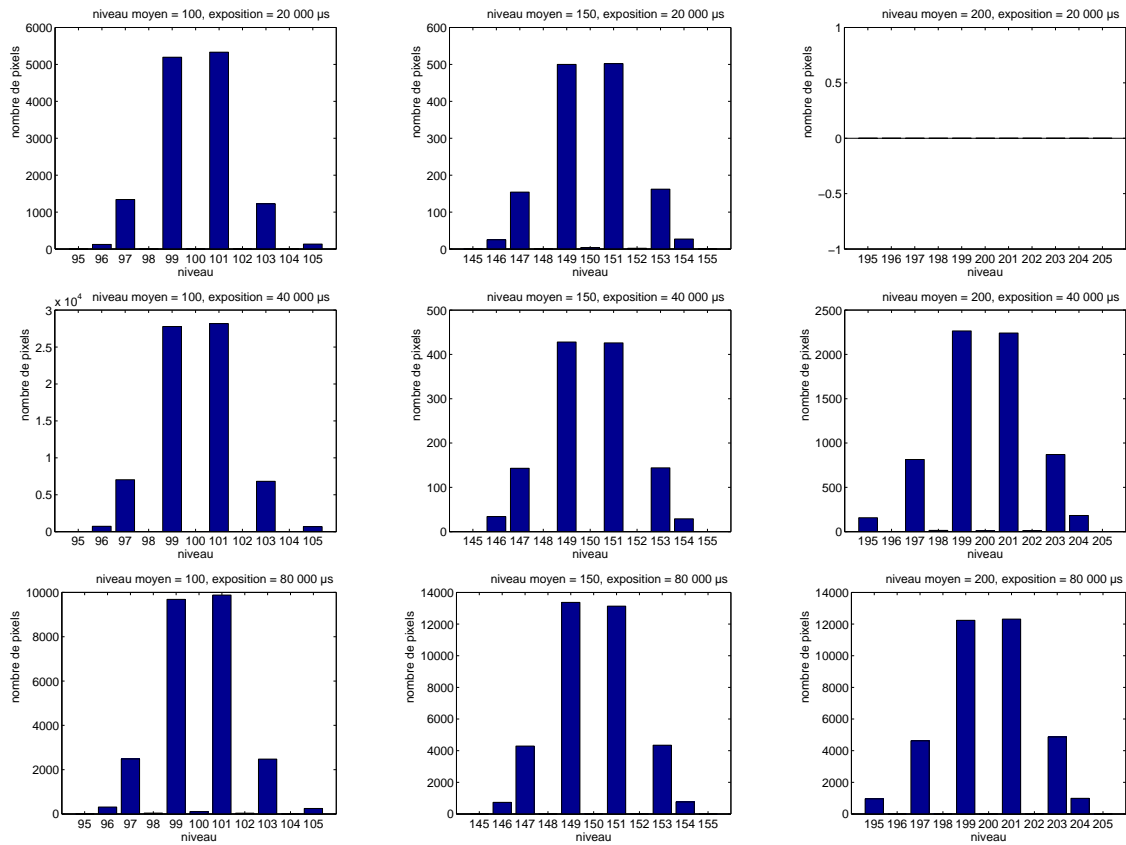 niveau moyen = 100, exposition = 20 000 µs
nombre de pixels
6000
5000
4000
3000
2000
1000
0
95 96 97 98 99 100 101 102 103 104 105
niveau
niveau moyen = 150, exposition = 20 000 µs
nombre de pixels
600
500
400
300
200
100
0
145 146 147 148 149 150 151 152 153 154 155
niveau
niveau moyen = 200, exposition = 20 000 µs
nombre de pixels
1
0.5
0
−0.5
−1
195 196 197 198 199 200 201 202 203 204 205
niveau
niveau moyen = 100, exposition = 40 000 µs
x 10^4
nombre de pixels
3
2.5
2
1.5
1
0.5
0
95 96 97 98 99 100 101 102 103 104 105
niveau
niveau moyen = 150, exposition = 40 000 µs
nombre de pixels
500
400
300
200
100
0
145 146 147 148 149 150 151 152 153 154 155
niveau
niveau moyen = 200, exposition = 40 000 µs
nombre de pixels
2500
2000
1500
1000
500
0
195 196 197 198 199 200 201 202 203 204 205
niveau
niveau moyen = 100, exposition = 80 000 µs
nombre de pixels
10000
8000
6000
4000
2000
0
95 96 97 98 99 100 101 102 103 104 105
niveau
niveau moyen = 150, exposition = 80 000 µs
nombre de pixels
14000
12000
10000
8000
6000
4000
2000
0
145 146 147 148 149 150 151 152 153 154 155
niveau
niveau moyen = 200, exposition = 80 000 µs
nombre de pixels
14000
12000
10000
8000
6000
4000
2000
0
195 196 197 198 199 200 201 202 203 204 205
niveau